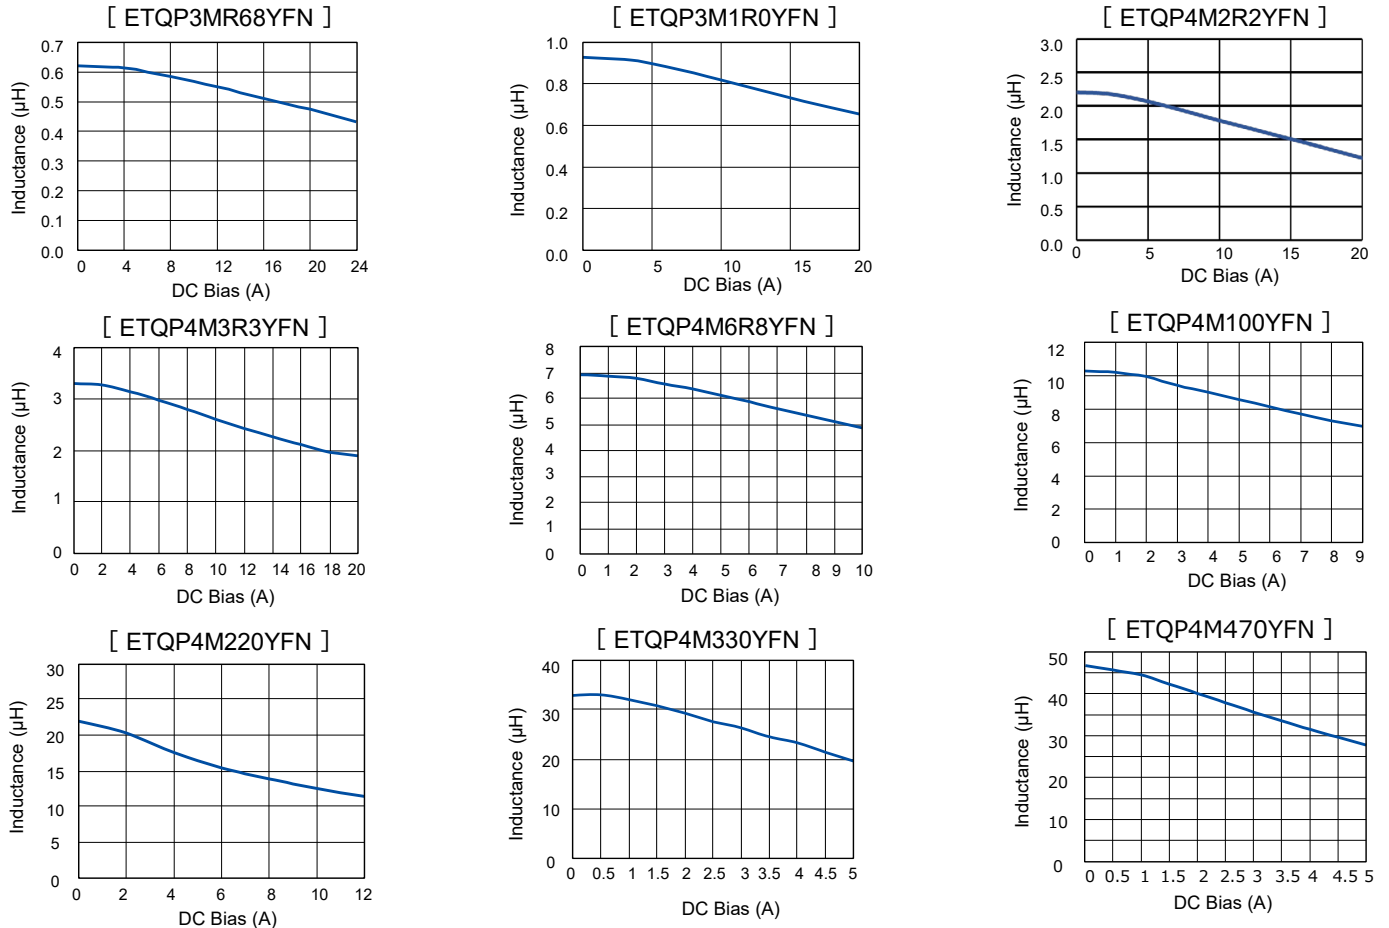 [ ETQP3MR68YFN ]
0.7
0.6
0.5
0.4
0.3
0.2
0.1
0.0
Inductance (μH)
0 4 8 12 16 20 24
DC Bias (A)
[ ETQP3M1R0YFN ]
1.0
0.8
0.6
0.4
0.2
0.0
Inductance (μH)
0 5 10 15 20
DC Bias (A)
[ ETQP4M2R2YFN ]
3.0
2.5
2.0
1.5
1.0
0.5
0.0
Inductance (μH)
0 5 10 15 20
DC Bias (A)
[ ETQP4M3R3YFN ]
4
3
2
1
0
Inductance (μH)
0 2 4 6 8 10 12 14 16 18 20
DC Bias (A)
[ ETQP4M6R8YFN ]
8
7
6
5
4
3
2
1
0
Inductance (μH)
0 1 2 3 4 5 6 7 8 9 10
DC Bias (A)
[ ETQP4M100YFN ]
12
10
8
6
4
2
0
Inductance (μH)
0 1 2 3 4 5 6 7 8 9
DC Bias (A)
[ ETQP4M220YFN ]
30
25
20
15
10
5
0
Inductance (μH)
0 2 4 6 8 10 12
DC Bias (A)
[ ETQP4M330YFN ]
40
30
20
10
0
Inductance (μH)
0 0.5 1 1.5 2 2.5 3 3.5 4 4.5 5
DC Bias (A)
[ ETQP4M470YFN ]
50
40
30
20
10
0
Inductance (μH)
0 0.5 1 1.5 2 2.5 3 3.5 4 4.5 5
DC Bias (A)